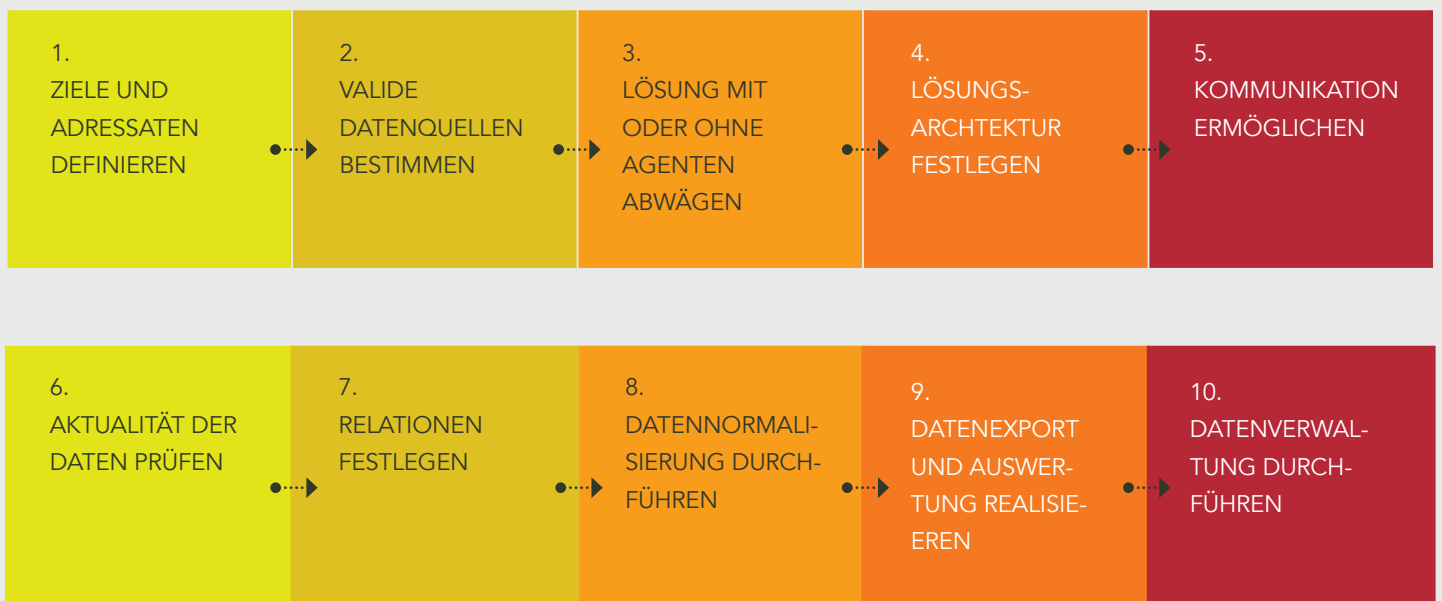 1.
ZIELE UND
ADRESSATEN
DEFINIEREN
2.
VALIDE
DATENQUELLEN
BESTIMMEN
3.
LÖSUNG MIT
ODER OHNE
AGENTEN
ABWÄGEN
4.
LÖSUNGS-
ARCHTEKTUR
FESTLEGEN
5.
KOMMUNIKATION
ERMÖGLICHEN
6.
AKTUALITÄT DER
DATEN PRÜFEN
7.
RELATIONEN
FESTLEGEN
8.
DATENNORMALI-
SIERUNG DURCH-
FÜHREN
9.
DATENEXPORT
UND AUSWER-
TUNG REALISIE-
EREN
10.
DATENVERWAL-
TUNG DURCH-
FÜHREN